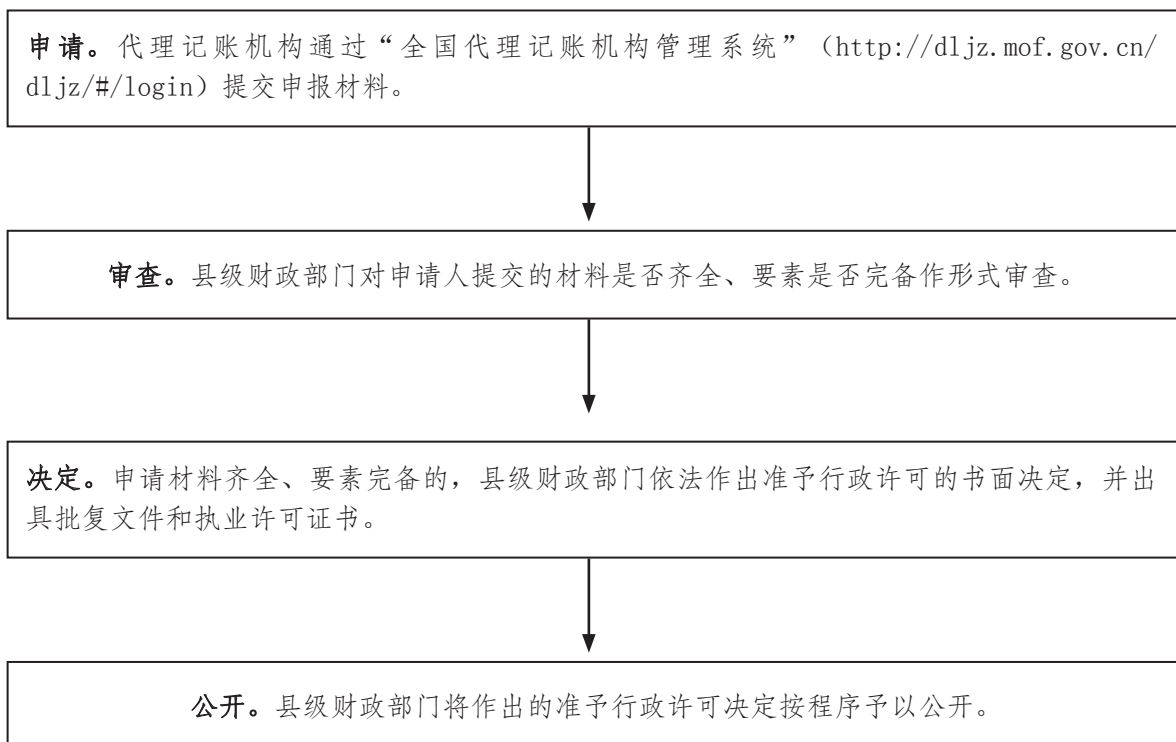 申请。代理记账机构通过“全国代理记账机构管理系统”（http://dljz.mof.gov.cn/
dljz/#/login）提交申报材料。
审查。县级财政部门对申请人提交的材料是否齐全、要素是否完备作形式审查。
决定。申请材料齐全、要素完备的，县级财政部门依法作出准予行政许可的书面决定，并出
具批复文件和执业许可证书。
公开。县级财政部门将作出的准予行政许可决定按程序予以公开。